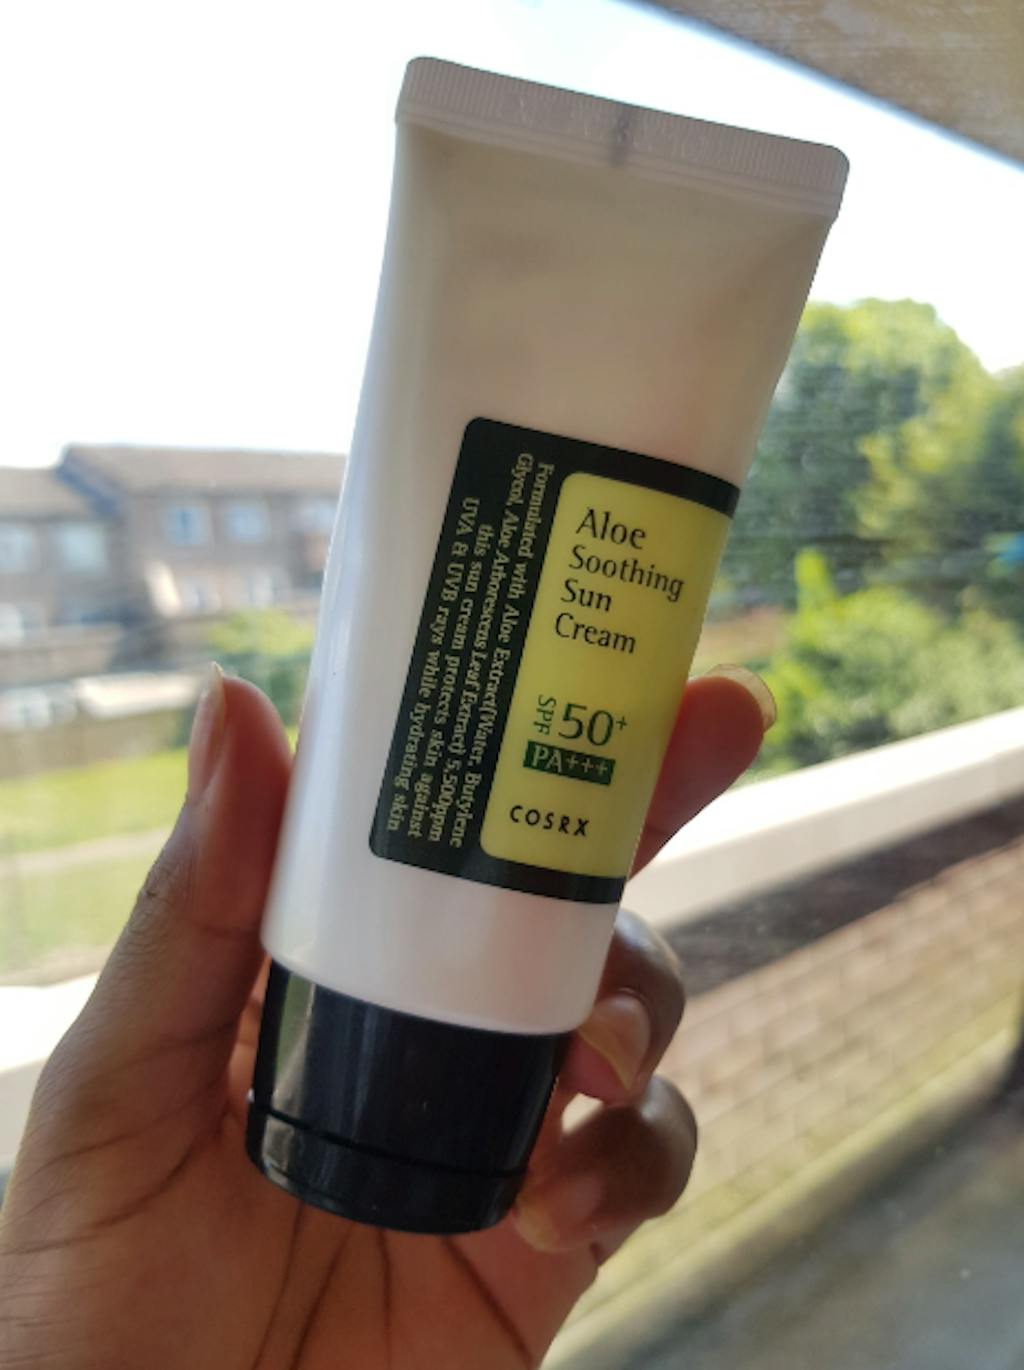 Aloe
Soothing
Sun
Cream
SPF 50+
PA+++
COSRX
Formulated with Aloe Extract(Water, Butylene
Glycol, Aloe Arborescens Leaf Extract) 5,500ppm
this sun cream protects skin against
UVA & UVB rays while hydrating skin